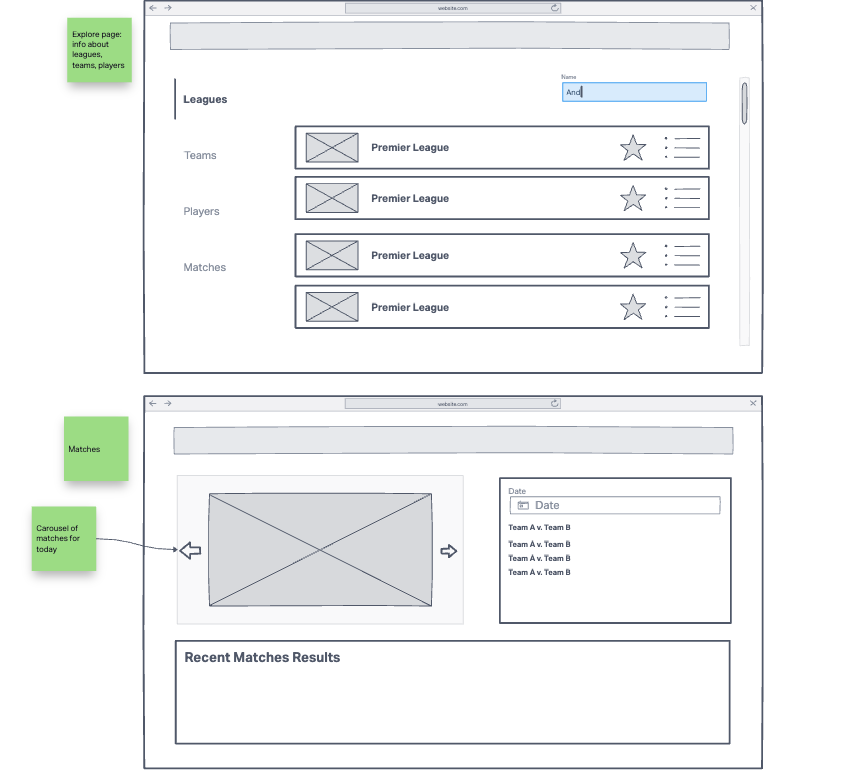 website.com
Explore page:
info about
leagues,
teams, players
Name
And
Leagues
Teams
Players
Matches
Premier League
Premier League
Premier League
Premier League
website.com
Matches
Carousel of
matches for
today
Date
Date
Team A v. Team B
Team A v. Team B
Team A v. Team B
Team A v. Team B
Recent Matches Results